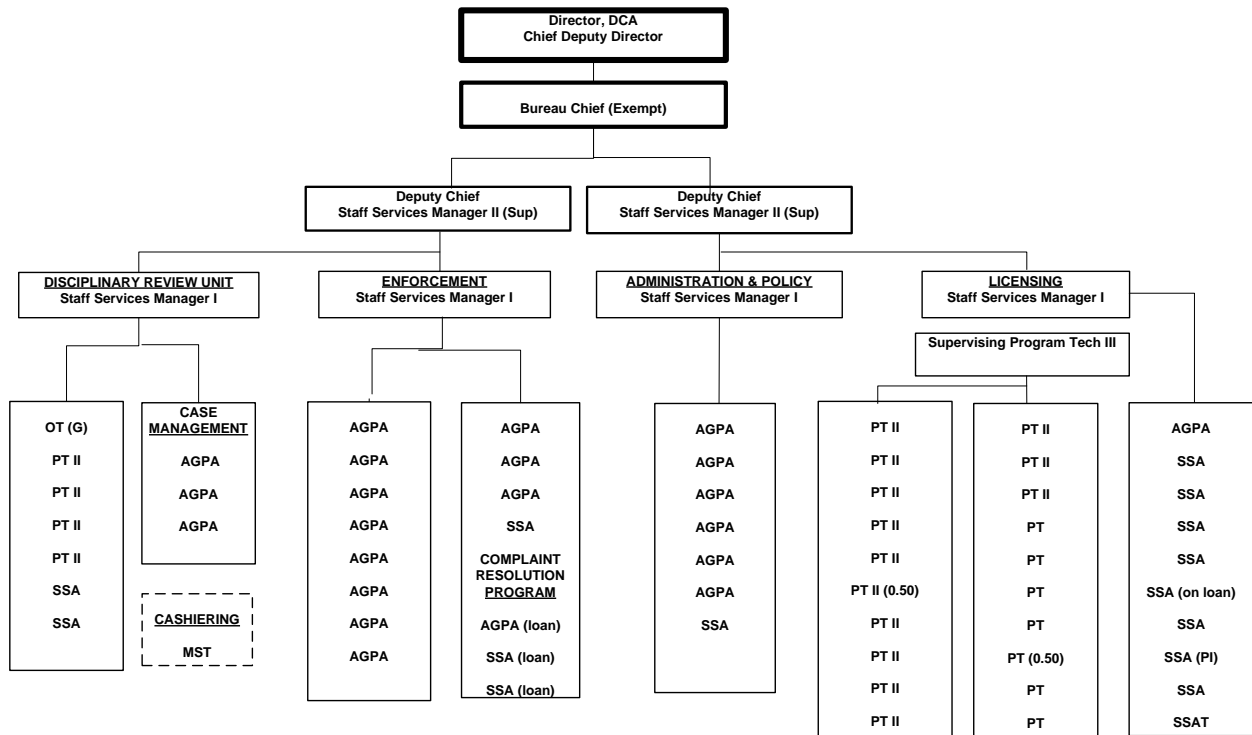 Director, DCA
Chief Deputy Director
Bureau Chief (Exempt)
Deputy Chief
Staff Services Manager II (Sup)
Deputy Chief
Staff Services Manager II (Sup)
DISCIPLINARY REVIEW UNIT
Staff Services Manager I
ENFORCEMENT
Staff Services Manager I
ADMINISTRATION & POLICY
Staff Services Manager I
LICENSING
Staff Services Manager I
Supervising Program Tech III
OT (G)
PT II
PT II
PT II
PT II
SSA
SSA
CASE
MANAGEMENT
AGPA
AGPA
AGPA
CASHIERING
MST
AGPA
AGPA
AGPA
AGPA
AGPA
AGPA
AGPA
AGPA
AGPA
AGPA
AGPA
SSA
COMPLAINT
RESOLUTION
PROGRAM
AGPA (loan)
SSA (loan)
SSA (loan)
AGPA
AGPA
AGPA
AGPA
AGPA
AGPA
SSA
PT II
PT II
PT II
PT II
PT II
PT II (0.50)
PT II
PT II
PT II
PT II
PT II
PT II
PT II
PT
PT
PT
PT
PT (0.50)
PT
PT
AGPA
SSA
SSA
SSA
SSA
SSA (on loan)
SSA
SSA (PI)
SSA
SSAT